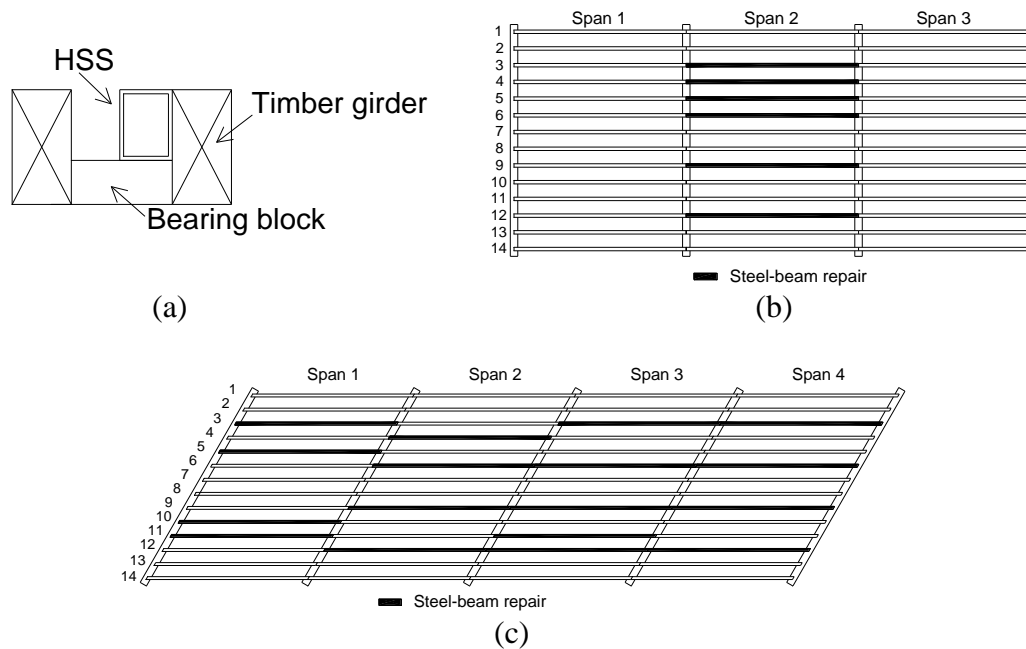 HSS
Timber girder
Bearing block
(a)
Span 1 Span 2 Span 3
1
2
3
4
5
6
7
8
9
10
11
12
13
14
Steel-beam repair
(b)
Span 1 Span 2 Span 3 Span 4
1
2
3
4
5
6
7
8
9
10
11
12
13
14
Steel-beam repair
(c)